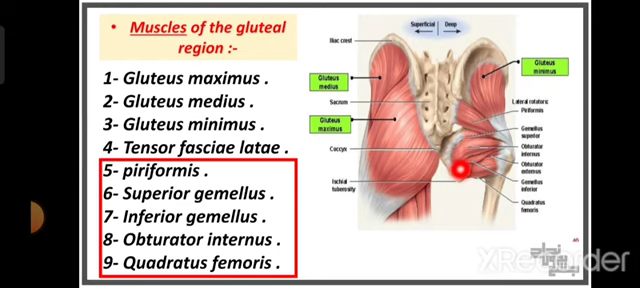 • Muscles of the gluteal
region :-
1- Gluteus maximus .
2- Gluteus medius .
3- Gluteus minimus .
4- Tensor fasciae latae .
5- piriformis .
6- Superior gemellus .
7- Inferior gemellus .
8- Obturator internus .
9- Quadratus femoris .
Superficial
Deep
Iliac crest
Gluteus
medius
Sacrum
Gluteus
maximus
Coccyx
Ischial
tuberosity
Gluteus
minimus
Lateral rotators:
Piriformis
Gemellus
superior
Obturator
internus
Obturator
externus
Gemellus
inferior
Quadratus
femoris
XRecorder